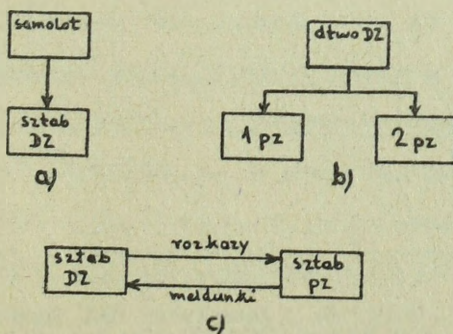 samolot
sztab
DZ
a)
dtwo DZ
1 pz
2 pz
b)
sztab
DZ
rozkazy
meldunki
sztab
pz
c)